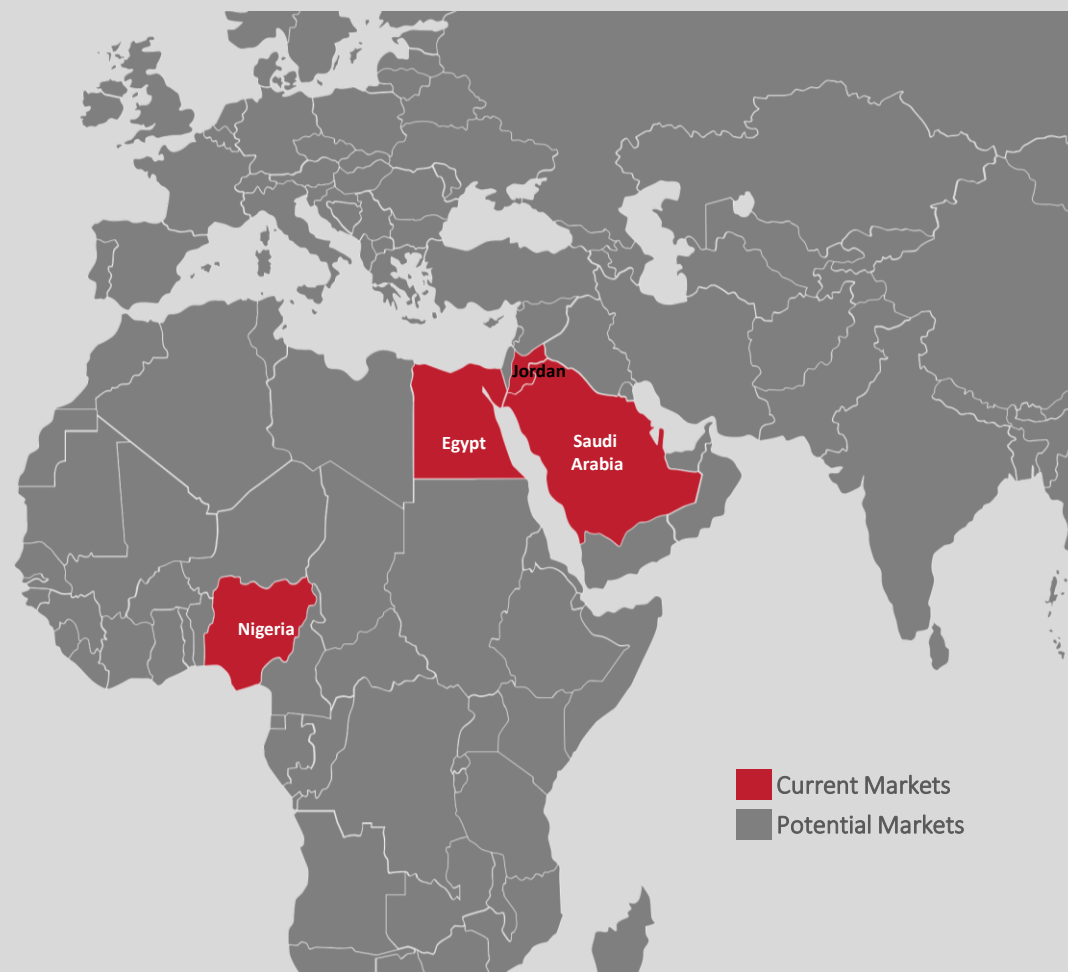 Jordan
Egypt
Saudi
Arabia
Nigeria
Current Markets
Potential Markets